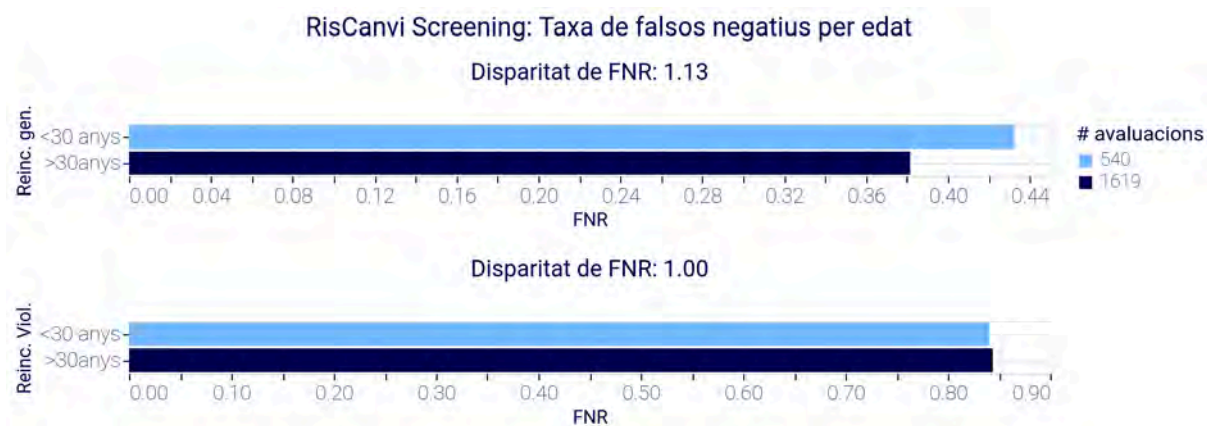 RisCanvi Screening: Taxa de falsos negatius per edat
Disparitat de FNR: 1.13
Reinc. gen.
<30 anys
>30anys
0.00 0.04 0.08 0.12 0.16 0.20 0.24 0.28 0.32 0.36 0.40 0.44
FNR
# avaluacions
540
1619
Disparitat de FNR: 1.00
Reinc. Viol.
<30 anys
>30anys
0.00 0.10 0.20 0.30 0.40 0.50 0.60 0.70 0.80 0.90
FNR